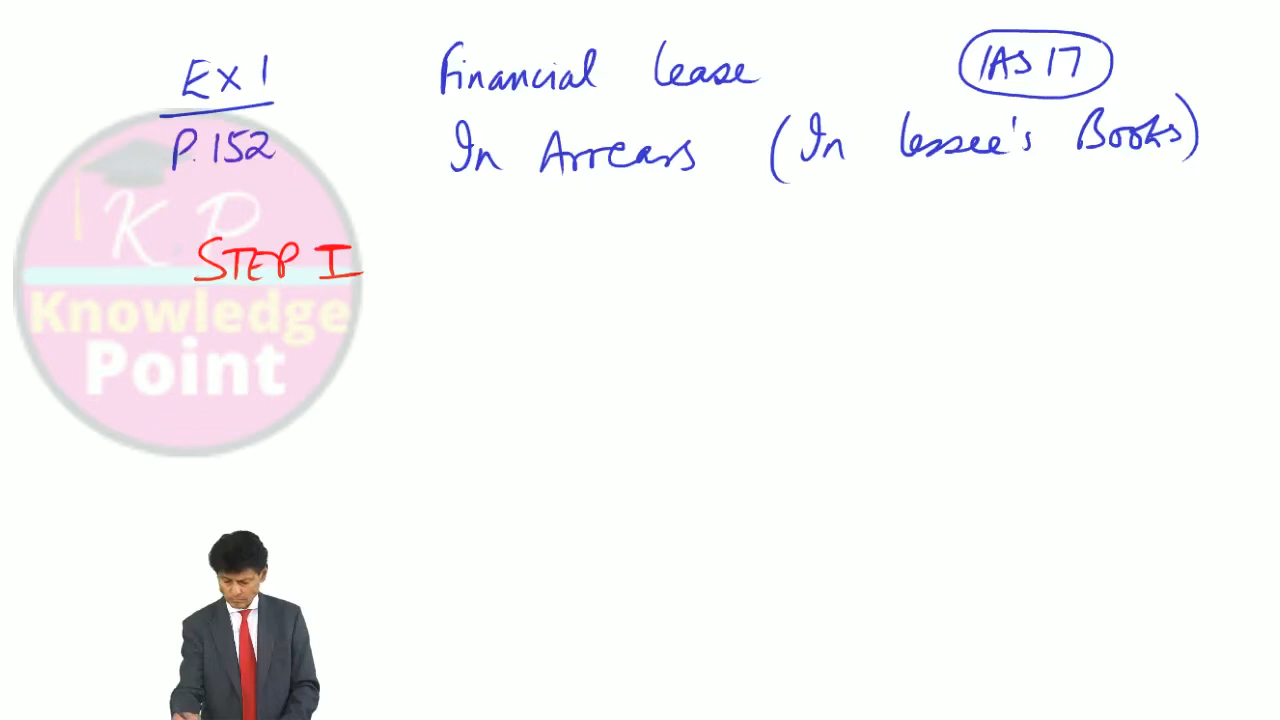 Ex 1 Financial lease IAS 17
P.152 In Arrears (In lessee's Books)
K.P
STEP I
Knowledge
Point